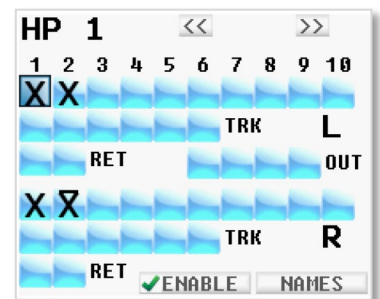 HP 1 << >>
1 2 3 4 5 6 7 8 9 10
X X
TRK L
RET OUT
X X̅
TRK R
RET ✓ENABLE NAMES